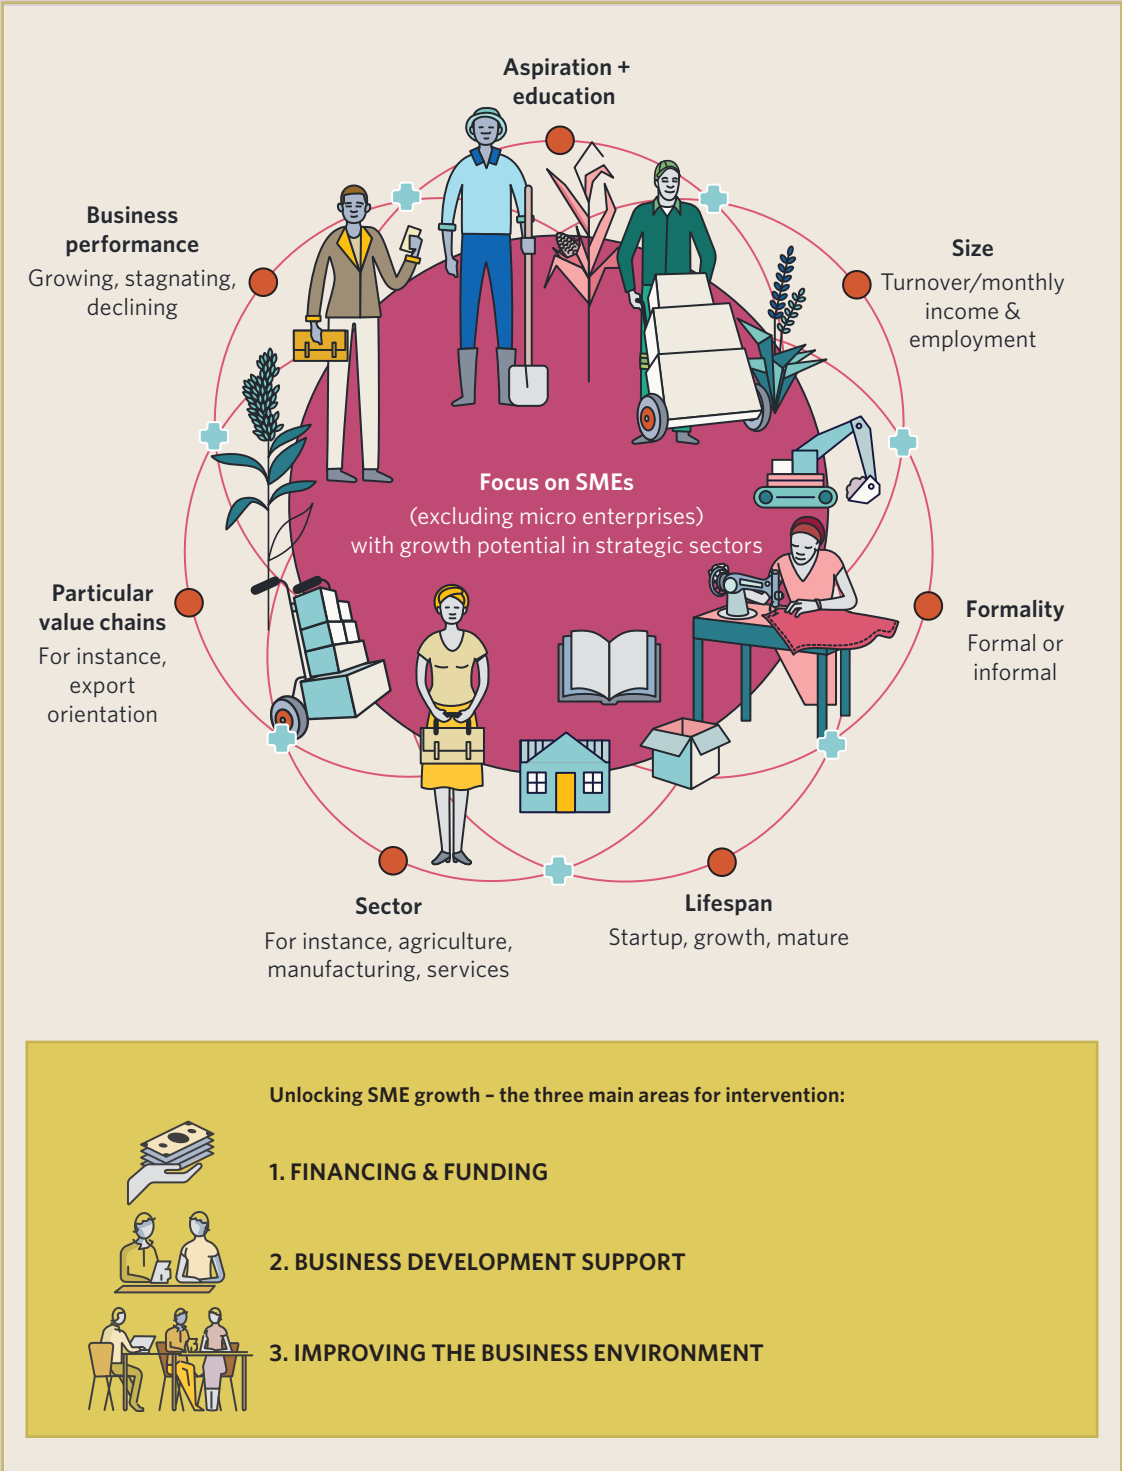 Aspiration +
education
Business
performance
Growing, stagnating,
declining
Size
Turnover/monthly
income &
employment
Focus on SMEs
(excluding micro enterprises)
with growth potential in strategic sectors
Particular
value chains
For instance,
export
orientation
Formality
Formal or
informal
Sector
For instance, agriculture,
manufacturing, services
Lifespan
Startup, growth, mature
Unlocking SME growth – the three main areas for intervention:
1. FINANCING & FUNDING
2. BUSINESS DEVELOPMENT SUPPORT
3. IMPROVING THE BUSINESS ENVIRONMENT